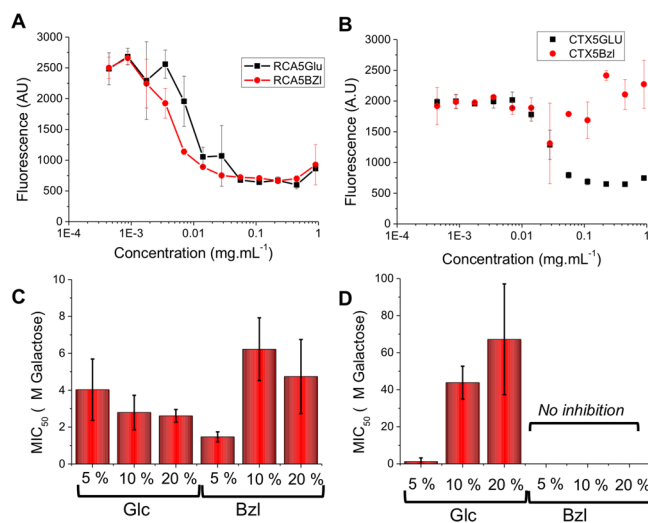 A
Fluorescence (AU)
3000
2500
2000
1500
1000
500
0
RCA5Glu
RCA5BZl
1E-4 1E-3 0.01 0.1 1
Concentration (mg.mL-1)
B
Fluorescence (A.U)
3000
2500
2000
1500
1000
500
0
CTX5GLU
CTX5Bzl
1E-4 1E-3 0.01 0.1 1
Concentration (mg.mL-1)
C
MIC50 ( M Galactose)
10
8
6
4
2
0
5 % 10 % 20 % 5 % 10 % 20 %
Glc Bzl
D
MIC50 ( M Galactose)
100
80
60
40
20
0
No inhibition
5 % 10 % 20 % 5 % 10 % 20 %
Glc Bzl